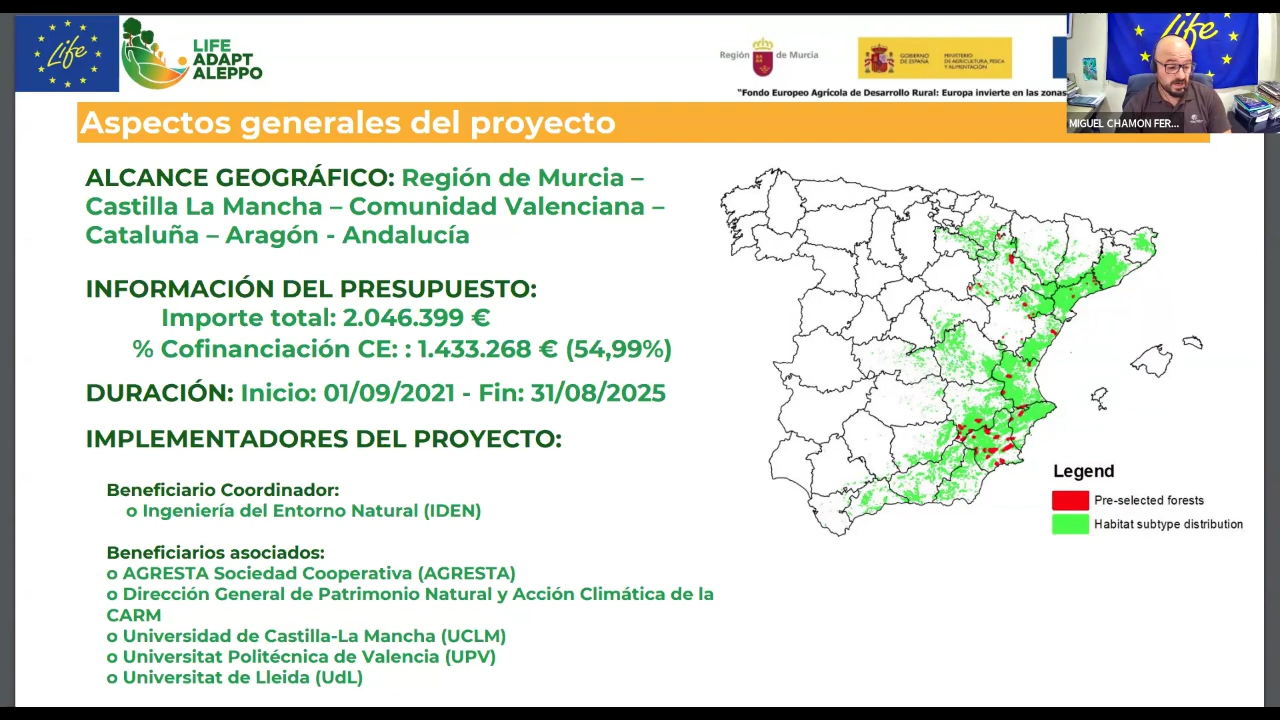 Life
LIFE
ADAPT
ALEPPO
Región de Murcia
GOBIERNO
DE ESPAÑA
MINISTERIO
DE AGRICULTURA, PESCA
Y ALIMENTACIÓN
"Fondo Europeo Agrícola de Desarrollo Rural: Europa invierte en las zonas
Life
MIGUEL CHAMON FER...
Aspectos generales del proyecto
ALCANCE GEOGRÁFICO: Región de Murcia –
Castilla La Mancha – Comunidad Valenciana –
Cataluña – Aragón - Andalucía
INFORMACIÓN DEL PRESUPUESTO:
Importe total: 2.046.399 €
% Cofinanciación CE: : 1.433.268 € (54,99%)
DURACIÓN: Inicio: 01/09/2021 - Fin: 31/08/2025
IMPLEMENTADORES DEL PROYECTO:
Beneficiario Coordinador:
o Ingeniería del Entorno Natural (IDEN)
Beneficiarios asociados:
o AGRESTA Sociedad Cooperativa (AGRESTA)
o Dirección General de Patrimonio Natural y Acción Climática de la
CARM
o Universidad de Castilla-La Mancha (UCLM)
o Universitat Politécnica de Valencia (UPV)
o Universitat de Lleida (UdL)
Legend
Pre-selected forests
Habitat subtype distribution